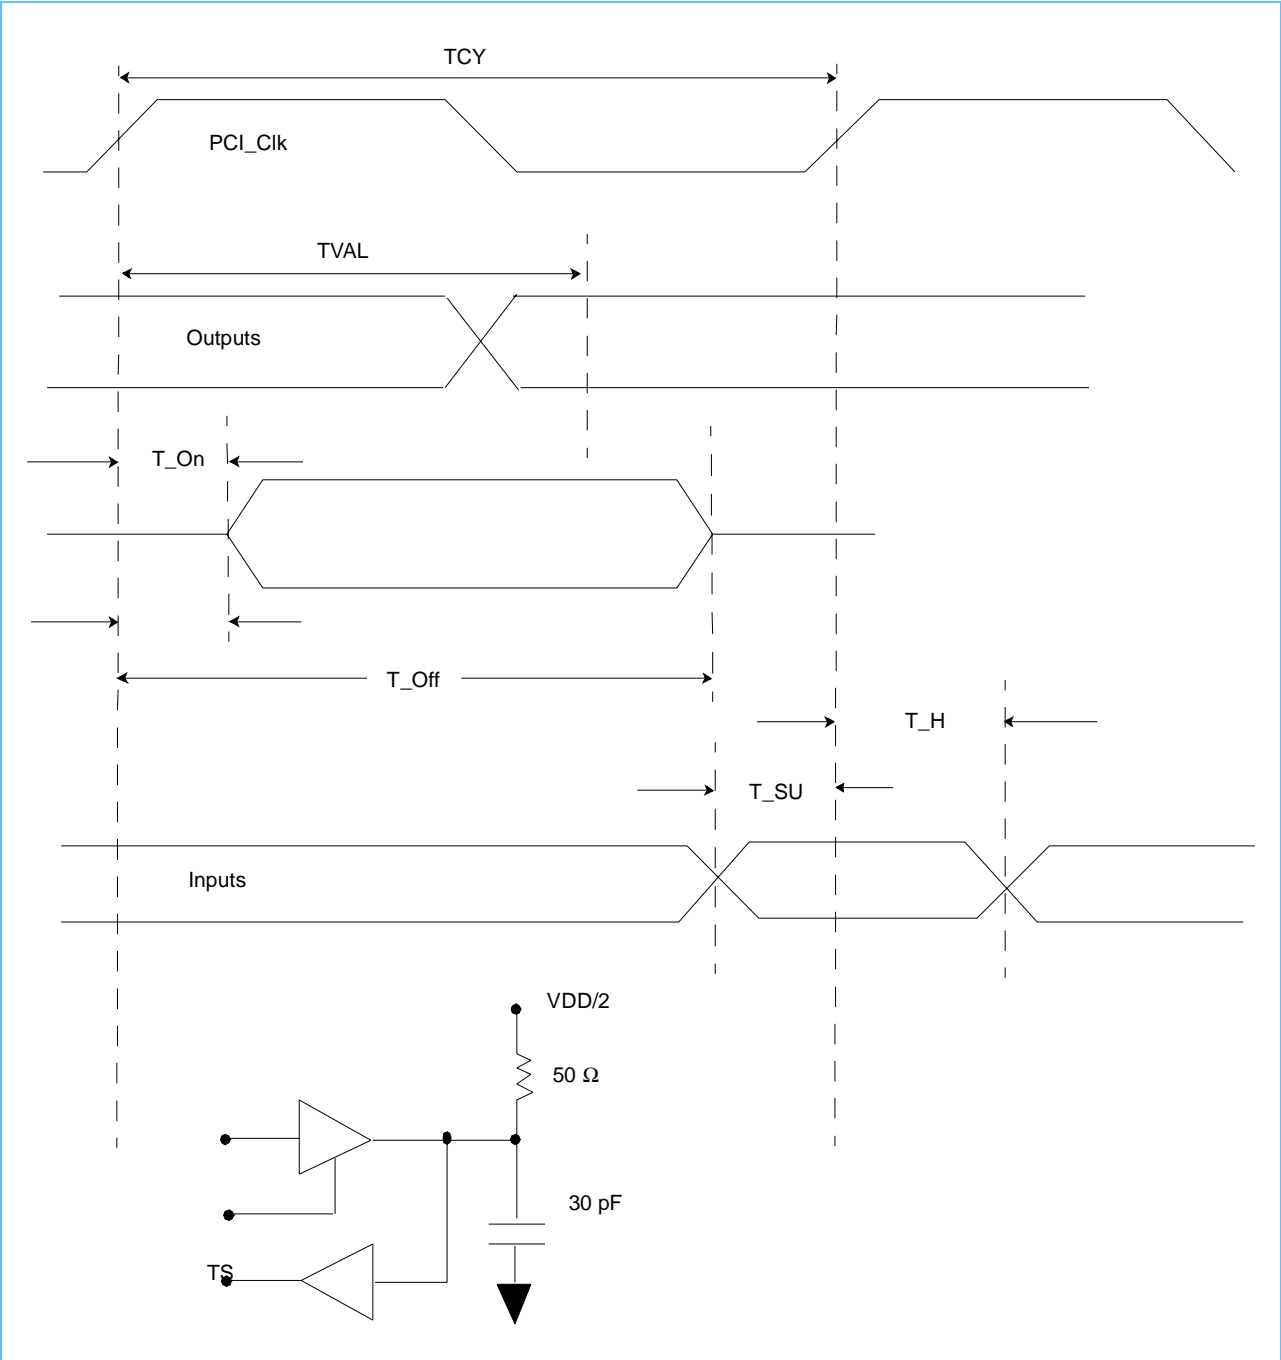 TCY
PCI_Clk
TVAL
Outputs
T_On
T_Off
T_H
T_SU
Inputs
VDD/2
50 Ω
30 pF
TS